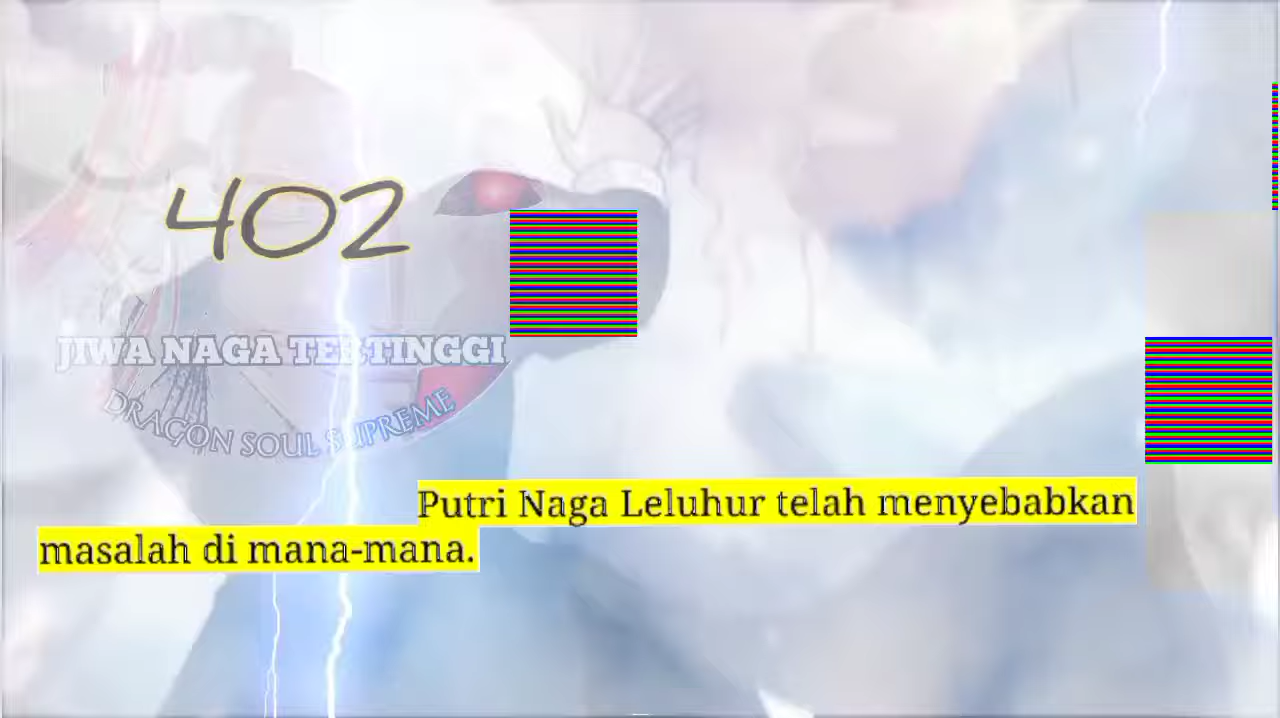 402
JIWA NAGA TERTINGGI
DRAGON SOUL SUPREME
Putri Naga Leluhur telah menyebabkan
masalah di mana-mana.